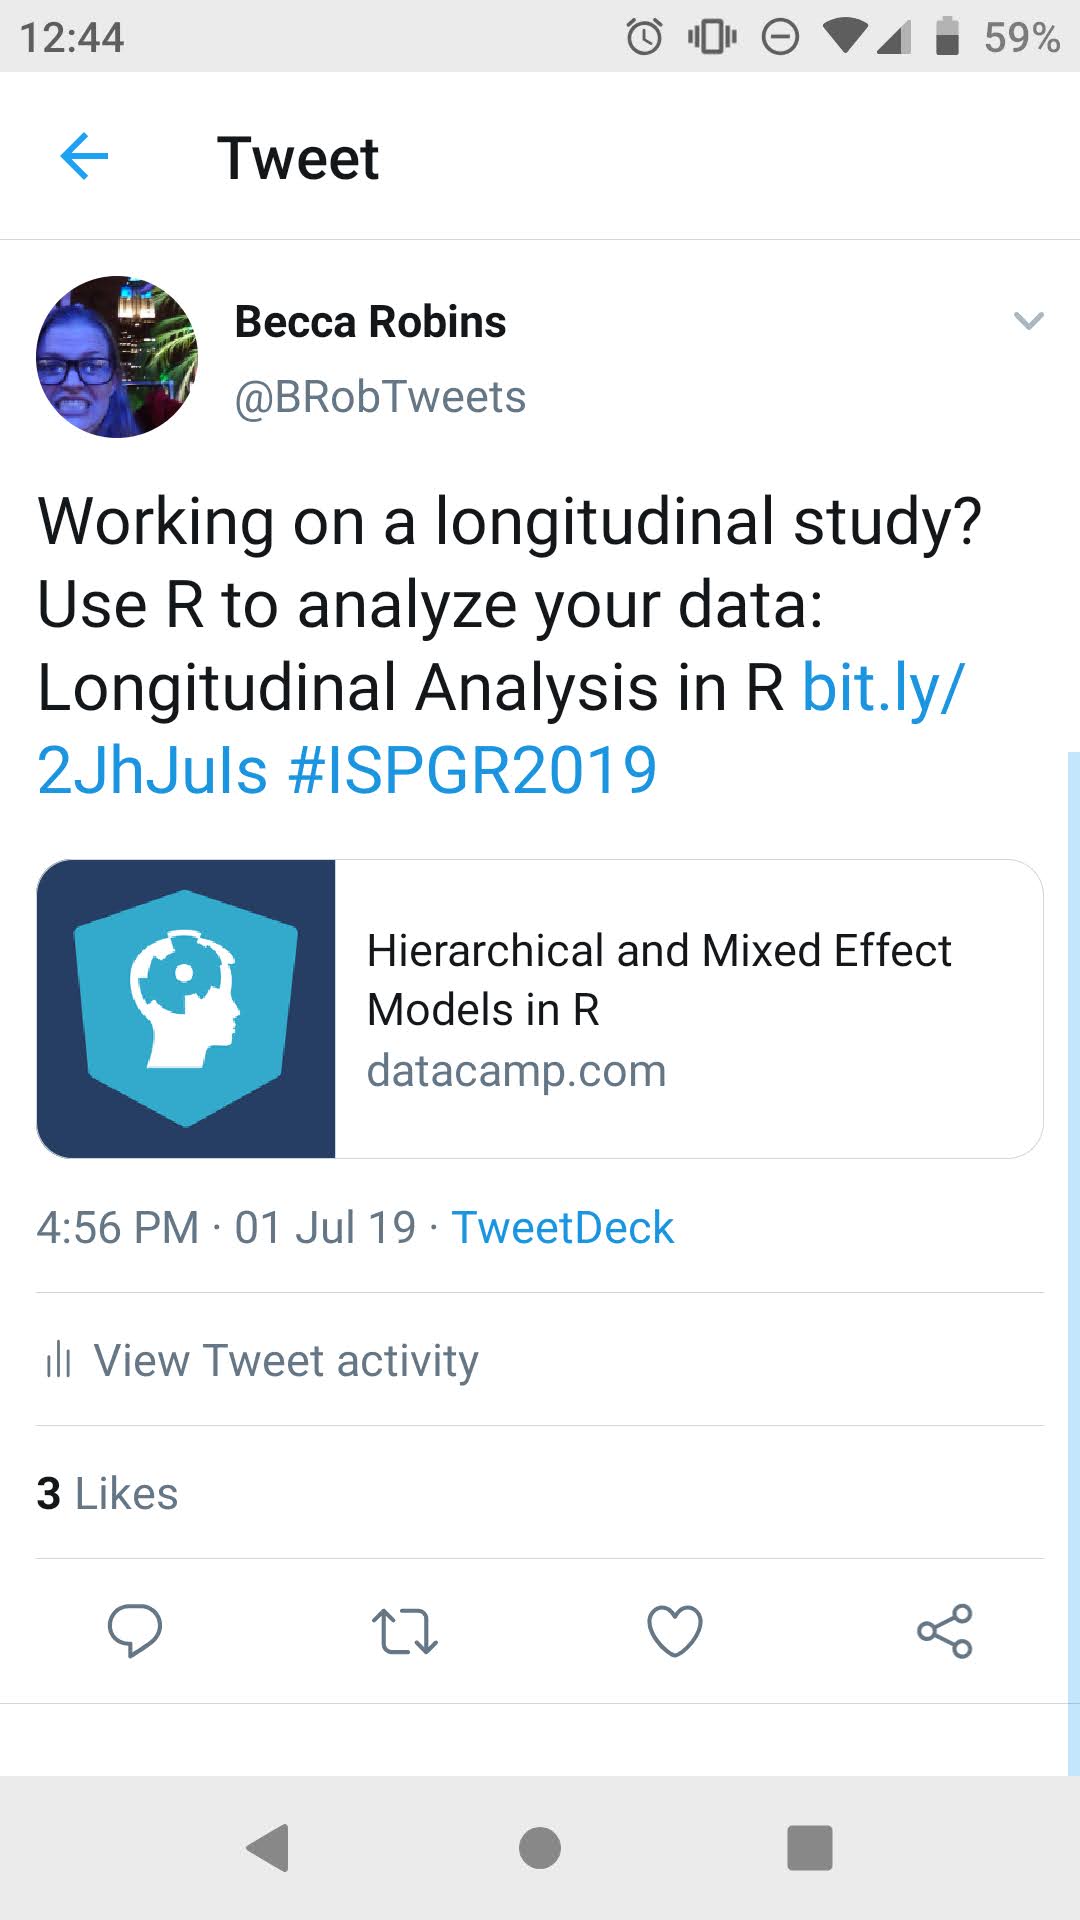 12:44
59%
Tweet
Becca Robins
@BRobTweets
Working on a longitudinal study?
Use R to analyze your data:
Longitudinal Analysis in R bit.ly/
2JhJuIs #ISPGR2019
Hierarchical and Mixed Effect
Models in R
datacamp.com
4:56 PM · 01 Jul 19 · TweetDeck
View Tweet activity
3 Likes